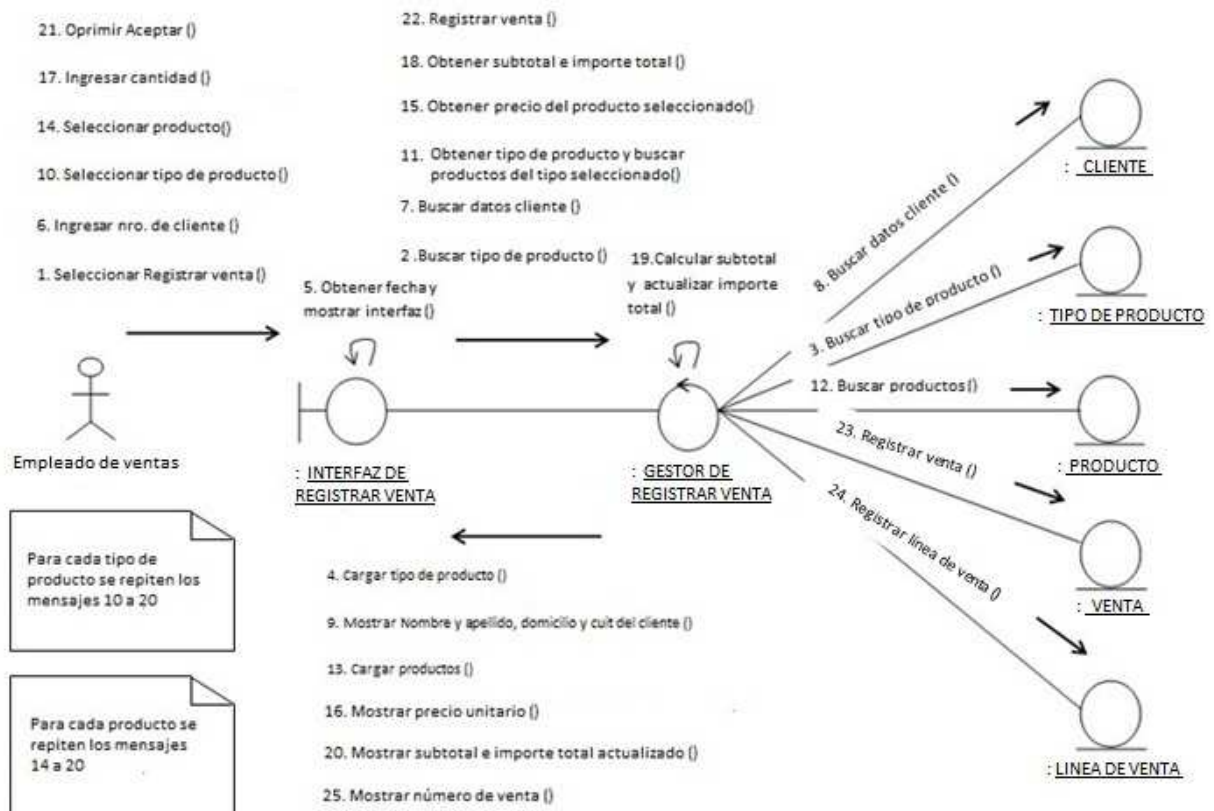 21. Oprimir Aceptar ()
17. Ingresar cantidad ()
14. Seleccionar producto()
10. Seleccionar tipo de producto()
6. Ingresar nro. de cliente ()
1. Seleccionar Registrar venta ()
22. Registrar venta ()
18. Obtener subtotal e importe total ()
15. Obtener precio del producto seleccionado()
11. Obtener tipo de producto y buscar
productos del tipo seleccionado()
7. Buscar datos cliente ()
2 .Buscar tipo de producto ()
5. Obtener fecha y
mostrar interfaz ()
19.Calcular subtotal
y actualizar importe
total ()
8. Buscar datos cliente ()
3. Buscar tipo de producto ()
12. Buscar productos ()
23. Registrar venta ()
24. Registrar linea de venta ()
: CLIENTE
: TIPO DE PRODUCTO
: PRODUCTO
: VENTA
: LINEA DE VENTA
Empleado de ventas
: INTERFAZ DE
REGISTRAR VENTA
: GESTOR DE
REGISTRAR VENTA
Para cada tipo de
producto se repiten los
mensajes 10 a 20
Para cada producto se
repiten los mensajes
14 a 20
4. Cargar tipo de producto ()
9. Mostrar Nombre y apellido, domicilio y cuit del cliente ()
13. Cargar productos ()
16. Mostrar precio unitario ()
20. Mostrar subtotal e importe total actualizado ()
25. Mostrar número de venta ()